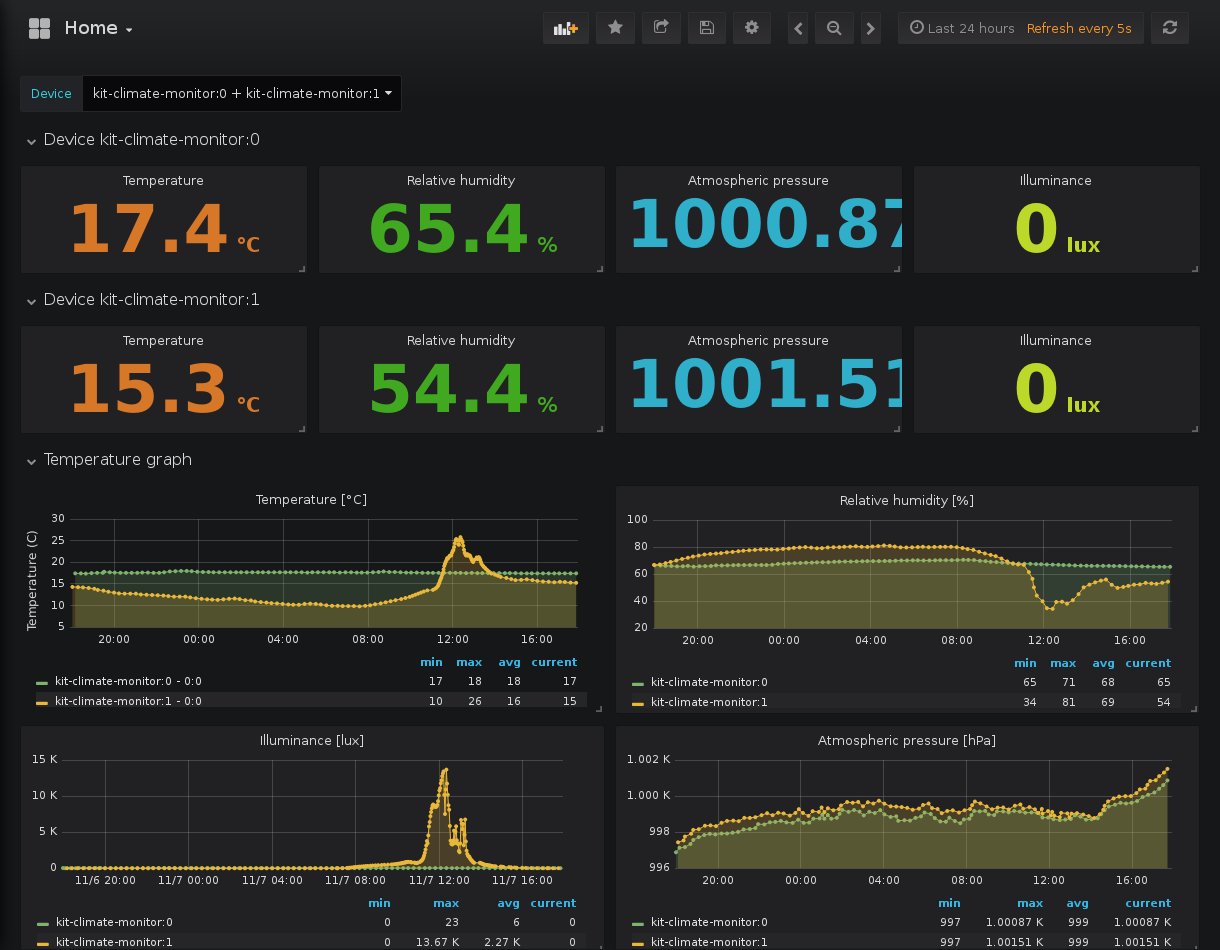 Home
Last 24 hours Refresh every 5s
Device kit-climate-monitor:0 + kit-climate-monitor:1
Device kit-climate-monitor:0
Temperature Relative humidity Atmospheric pressure Illuminance
17.4 °C 65.4 % 1000.87 0 lux
Device kit-climate-monitor:1
Temperature Relative humidity Atmospheric pressure Illuminance
15.3 °C 54.4 % 1001.51 0 lux
Temperature graph
Temperature [°C]
Temperature (C)
30
25
20
15
10
5
20:00 00:00 04:00 08:00 12:00 16:00
min max avg current
kit-climate-monitor:0 - 0:0 17 18 18 17
kit-climate-monitor:1 - 0:0 10 26 16 15
Relative humidity [%]
100
80
60
40
20
20:00 00:00 04:00 08:00 12:00 16:00
min max avg current
kit-climate-monitor:0 65 71 68 65
kit-climate-monitor:1 34 81 69 54
Illuminance [lux]
15 K
10 K
5 K
0
11/6 20:00 11/7 00:00 11/7 04:00 11/7 08:00 11/7 12:00 11/7 16:00
min max avg current
kit-climate-monitor:0 0 23 6 0
kit-climate-monitor:1 0 13.67 K 2.27 K 0
Atmospheric pressure [hPa]
1.002 K
1.000 K
998
996
20:00 00:00 04:00 08:00 12:00 16:00
min max avg current
kit-climate-monitor:0 997 1.00087 K 999 1.00087 K
kit-climate-monitor:1 997 1.00151 K 999 1.00151 K